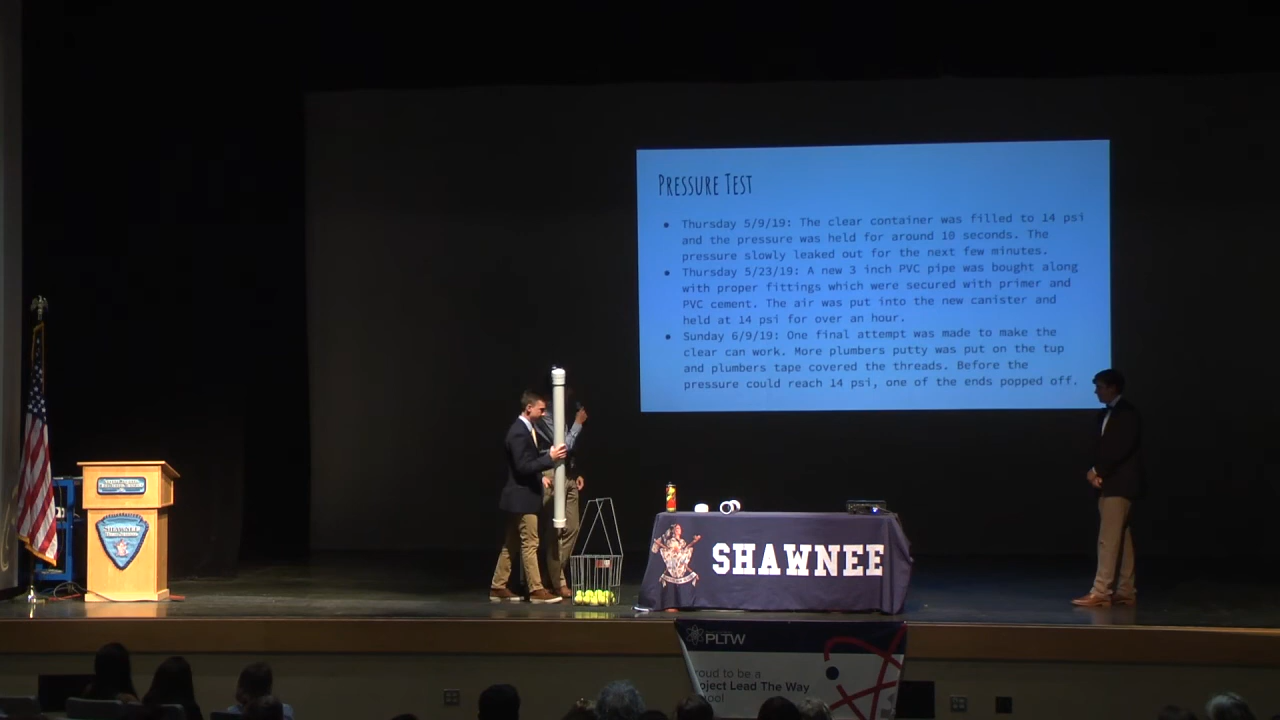 PRESSURE TEST
● Thursday 5/9/19: The clear container was filled to 14 psi
and the pressure was held for around 10 seconds. The
pressure slowly leaked out for the next few minutes.
● Thursday 5/23/19: A new 3 inch PVC pipe was bought along
with proper fittings which were secured with primer and
PVC cement. The air was put into the new canister and
held at 14 psi for over an hour.
● Sunday 6/9/19: One final attempt was made to make the
clear can work. More plumbers putty was put on the tup
and plumbers tape covered the threads. Before the
pressure could reach 14 psi, one of the ends popped off.
SHAWNEE
SHAWNEE
PLTW
oud to be a
oject Lead The Way